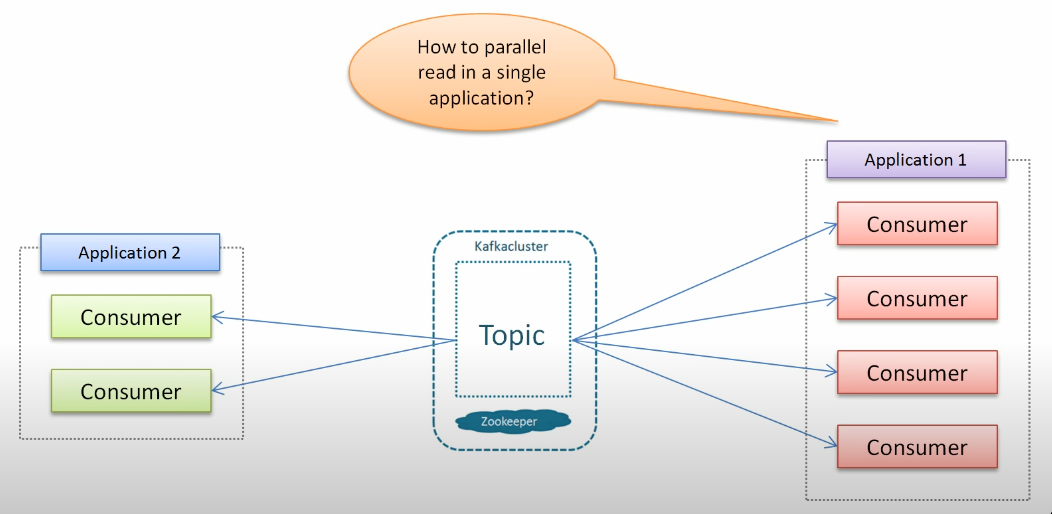 How to parallel
read in a single
application?
Application 1
Consumer
Consumer
Consumer
Consumer
Kafkacluster
Topic
Zookeeper
Application 2
Consumer
Consumer